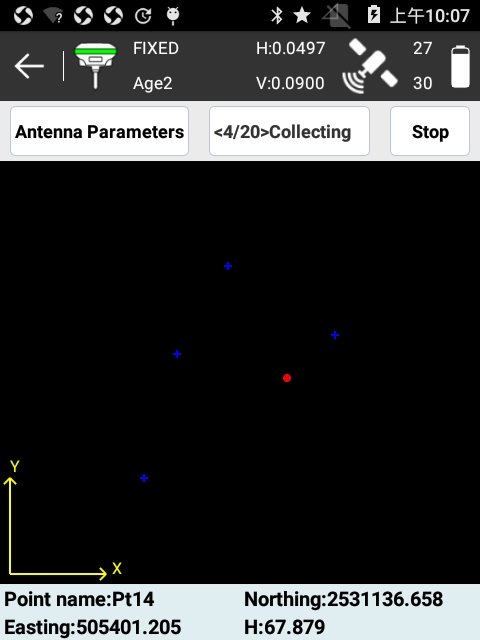 上午10:07
FIXED H:0.0497 27
Age2 V:0.0900 30
Antenna Parameters <4/20>Collecting Stop
Y
X
Point name:Pt14 Northing:2531136.658
Easting:505401.205 H:67.879